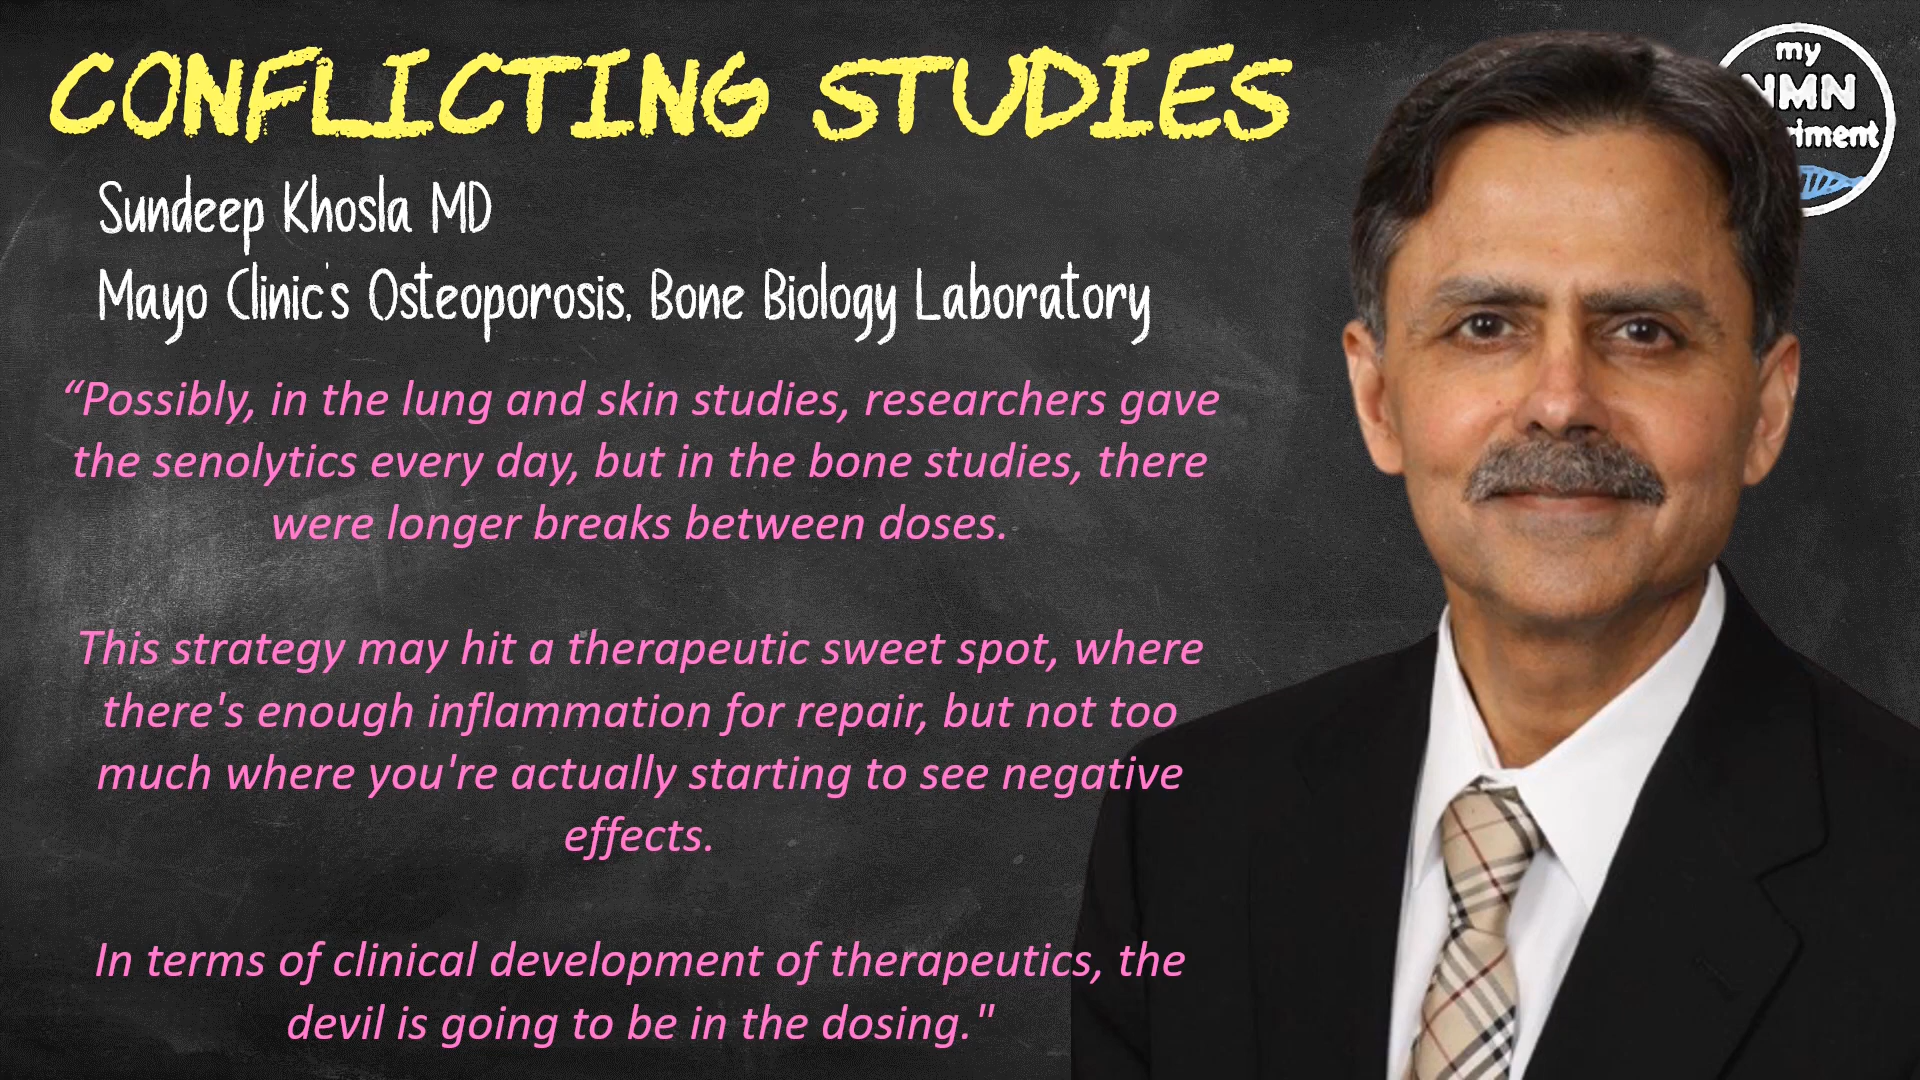 CONFLICTING STUDIES
my
NMN
Sundeep Khosla MD
Mayo Clinic's Osteoporosis, Bone Biology Laboratory
“Possibly, in the lung and skin studies, researchers gave
the senolytics every day, but in the bone studies, there
were longer breaks between doses.
This strategy may hit a therapeutic sweet spot, where
there's enough inflammation for repair, but not too
much where you're actually starting to see negative
effects.
In terms of clinical development of therapeutics, the
devil is going to be in the dosing."